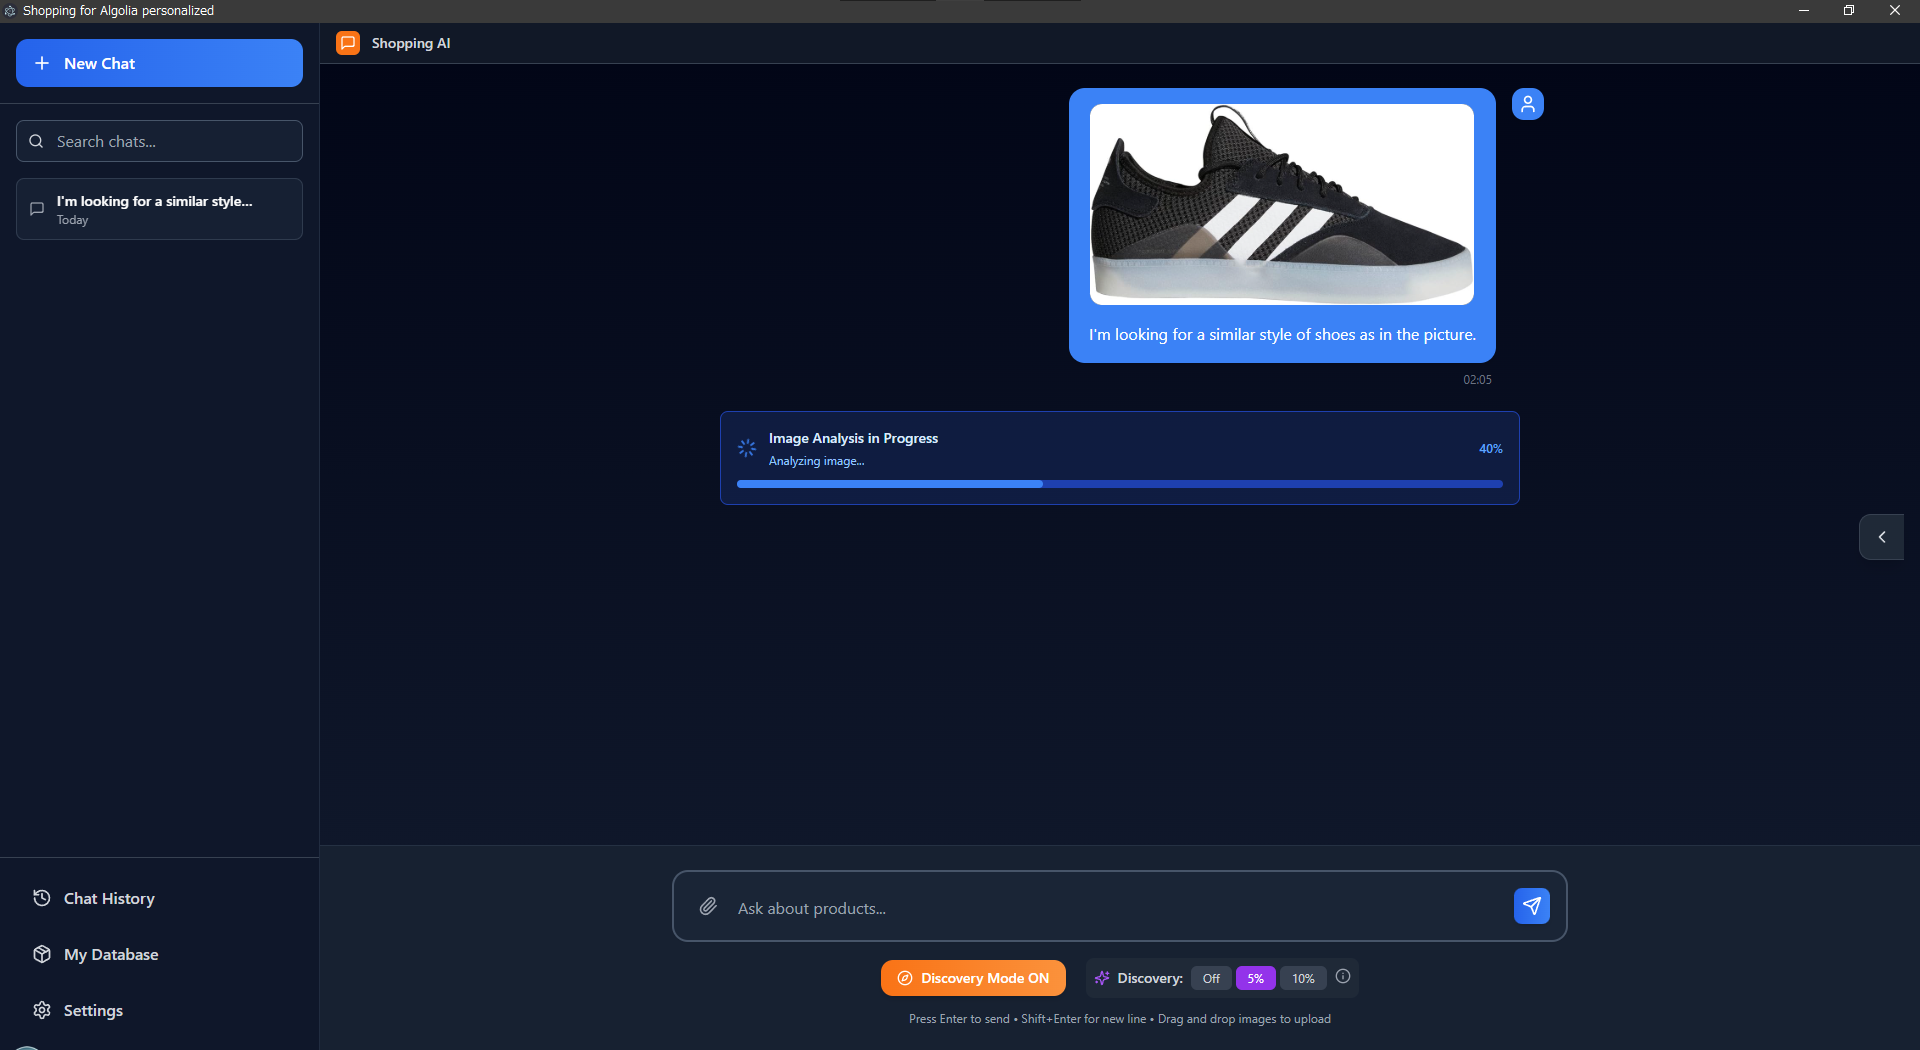 Shopping for Algolia personalized
New Chat
Search chats...
I'm looking for a similar style...
Today
Chat History
My Database
Settings
Shopping AI
I'm looking for a similar style of shoes as in the picture.
02:05
Image Analysis in Progress
Analyzing image...
40%
Ask about products...
Discovery Mode ON
Discovery: Off 5% 10%
Press Enter to send • Shift+Enter for new line • Drag and drop images to upload